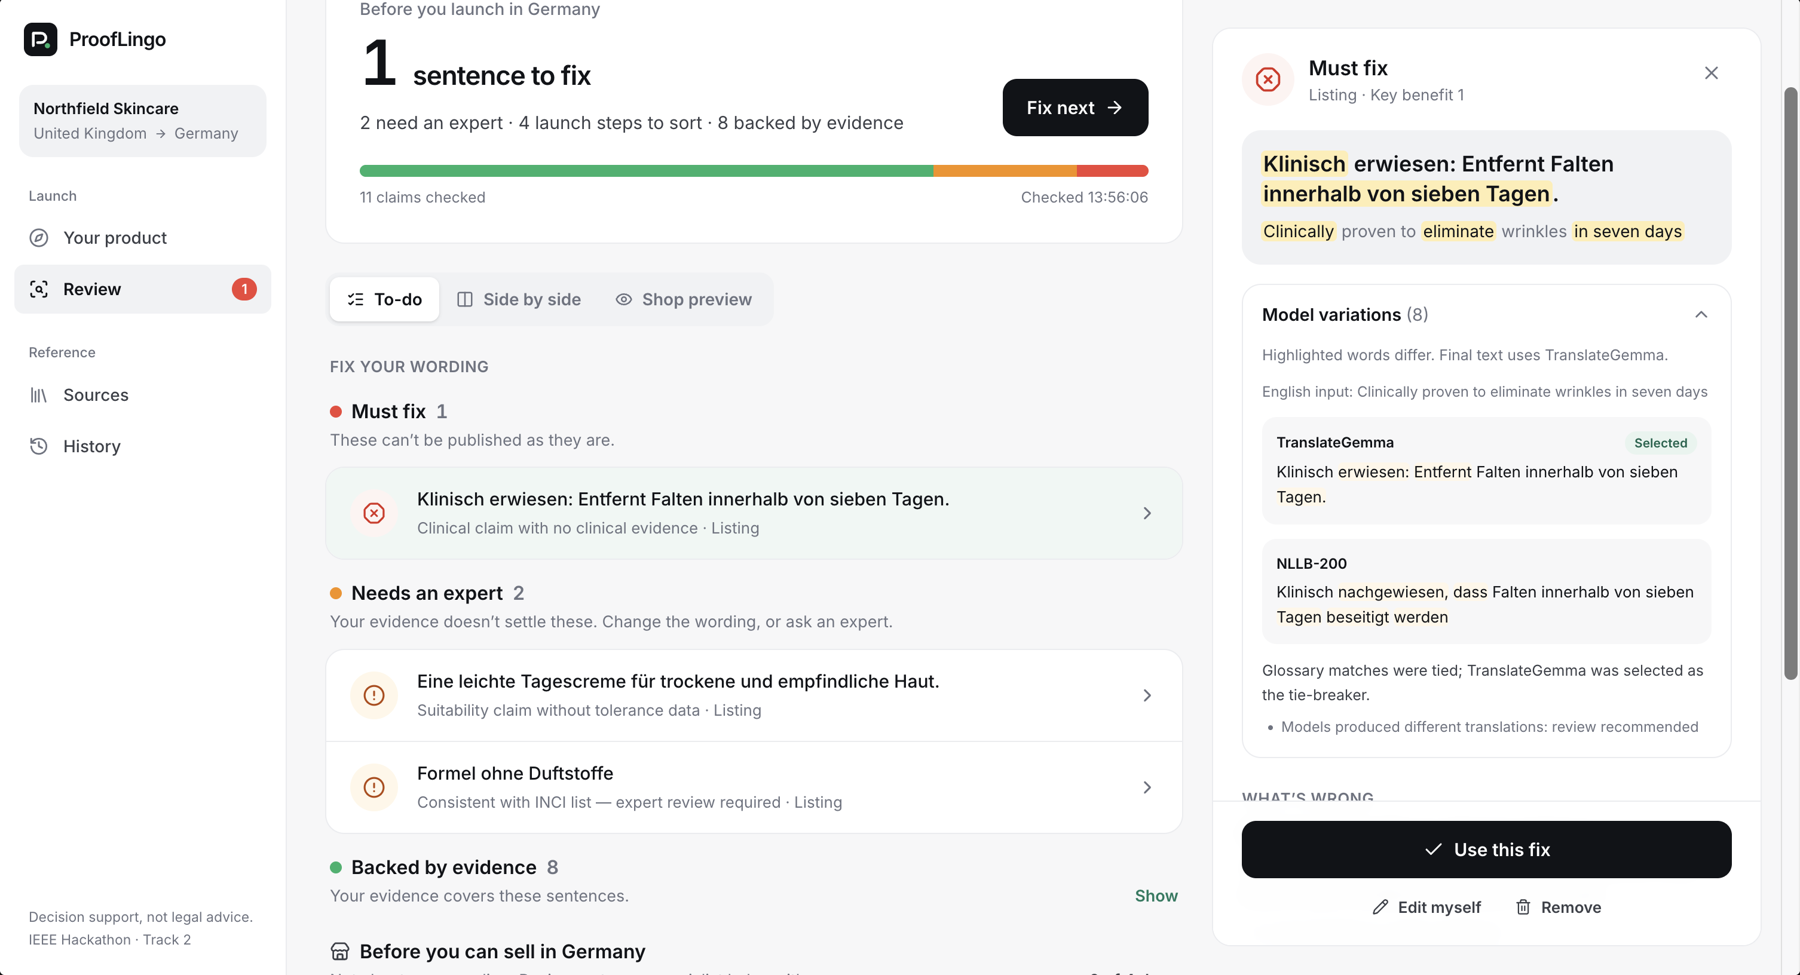 ProofLingo
Northfield Skincare
United Kingdom → Germany
Launch
Your product
Review 1
Reference
Sources
History
Decision support, not legal advice.
IEEE Hackathon · Track 2
Before you launch in Germany
1 sentence to fix
2 need an expert · 4 launch steps to sort · 8 backed by evidence
Fix next →
11 claims checked
Checked 13:56:06
To-do
Side by side
Shop preview
FIX YOUR WORDING
Must fix 1
These can’t be published as they are.
Klinisch erwiesen: Entfernt Falten innerhalb von sieben Tagen.
Clinical claim with no clinical evidence · Listing
Needs an expert 2
Your evidence doesn’t settle these. Change the wording, or ask an expert.
Eine leichte Tagescreme für trockene und empfindliche Haut.
Suitability claim without tolerance data · Listing
Formel ohne Duftstoffe
Consistent with INCI list — expert review required · Listing
Backed by evidence 8
Your evidence covers these sentences.
Show
Before you can sell in Germany
Must fix
Listing · Key benefit 1
Klinisch erwiesen: Entfernt Falten
innerhalb von sieben Tagen.
Clinically proven to eliminate wrinkles in seven days
Model variations (8)
Highlighted words differ. Final text uses TranslateGemma.
English input: Clinically proven to eliminate wrinkles in seven days
TranslateGemma
Selected
Klinisch erwiesen: Entfernt Falten innerhalb von sieben
Tagen.
NLLB-200
Klinisch nachgewiesen, dass Falten innerhalb von sieben
Tagen beseitigt werden
Glossary matches were tied; TranslateGemma was selected as
the tie-breaker.
• Models produced different translations: review recommended
WHAT’S WRONG
Use this fix
Edit myself
Remove